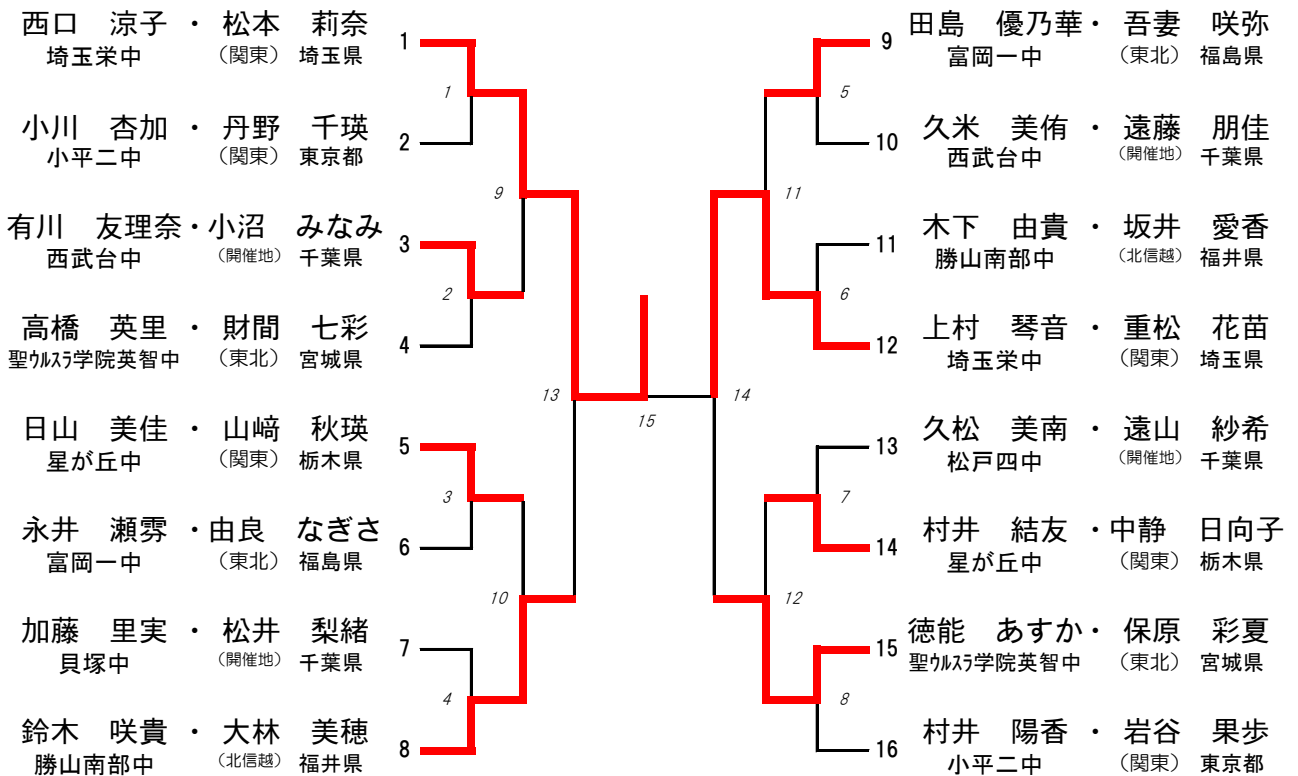 西口　涼子 ・ 松本　莉奈
埼玉栄中 （関東） 埼玉県
1
小川　杏加 ・ 丹野　千瑛
小平二中 （関東） 東京都
2
有川　友理奈・小沼　みなみ
西武台中 （開催地） 千葉県
3
高橋　英里 ・ 財間　七彩
聖ウルスラ学院英智中 （東北） 宮城県
4
日山　美佳 ・ 山﨑　秋瑛
星が丘中 （関東） 栃木県
5
永井　瀬雰 ・由良　なぎさ
富岡一中 （東北） 福島県
6
加藤　里実 ・ 松井　梨緒
貝塚中 （開催地） 千葉県
7
鈴木　咲貴 ・ 大林　美穂
勝山南部中 （北信越） 福井県
8
1
2
3
4
9
10
13
15
14
11
12
5
6
7
8
9
田島　優乃華・ 吾妻　咲弥
富岡一中 （東北） 福島県
10
久米　美侑 ・ 遠藤　朋佳
西武台中 （開催地） 千葉県
11
木下　由貴 ・ 坂井　愛香
勝山南部中 （北信越） 福井県
12
上村　琴音 ・ 重松　花苗
埼玉栄中 （関東） 埼玉県
13
久松　美南 ・ 遠山　紗希
松戸四中 （開催地） 千葉県
14
村井　結友 ・中静　日向子
星が丘中 （関東） 栃木県
15
徳能　あすか・ 保原　彩夏
聖ウルスラ学院英智中 （東北） 宮城県
16
村井　陽香 ・ 岩谷　果歩
小平二中 （関東） 東京都